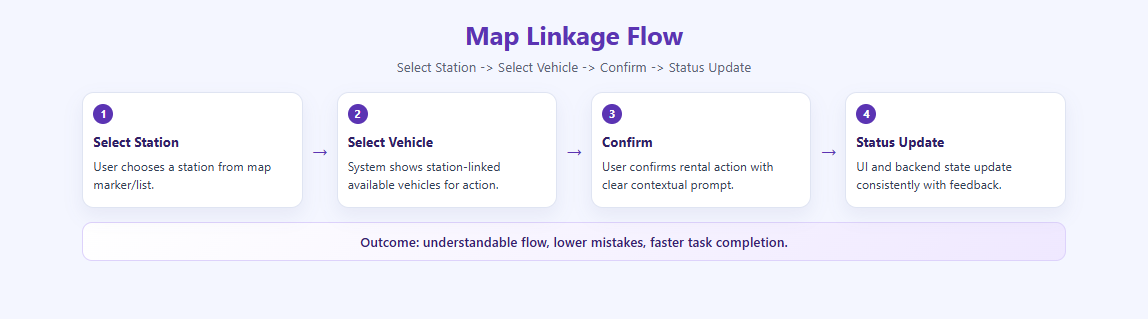 Map Linkage Flow
Select Station -> Select Vehicle -> Confirm -> Status Update
1
Select Station
User chooses a station from map
marker/list.
→
2
Select Vehicle
System shows station-linked
available vehicles for action.
→
3
Confirm
User confirms rental action with
clear contextual prompt.
→
4
Status Update
UI and backend state update
consistently with feedback.
Outcome: understandable flow, lower mistakes, faster task completion.